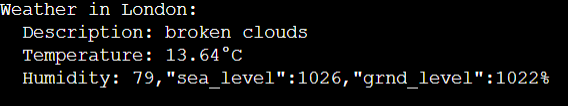 Weather in London:
  Description: broken clouds
  Temperature: 13.64°C
  Humidity: 79,"sea_level":1026,"grnd_level":1022%